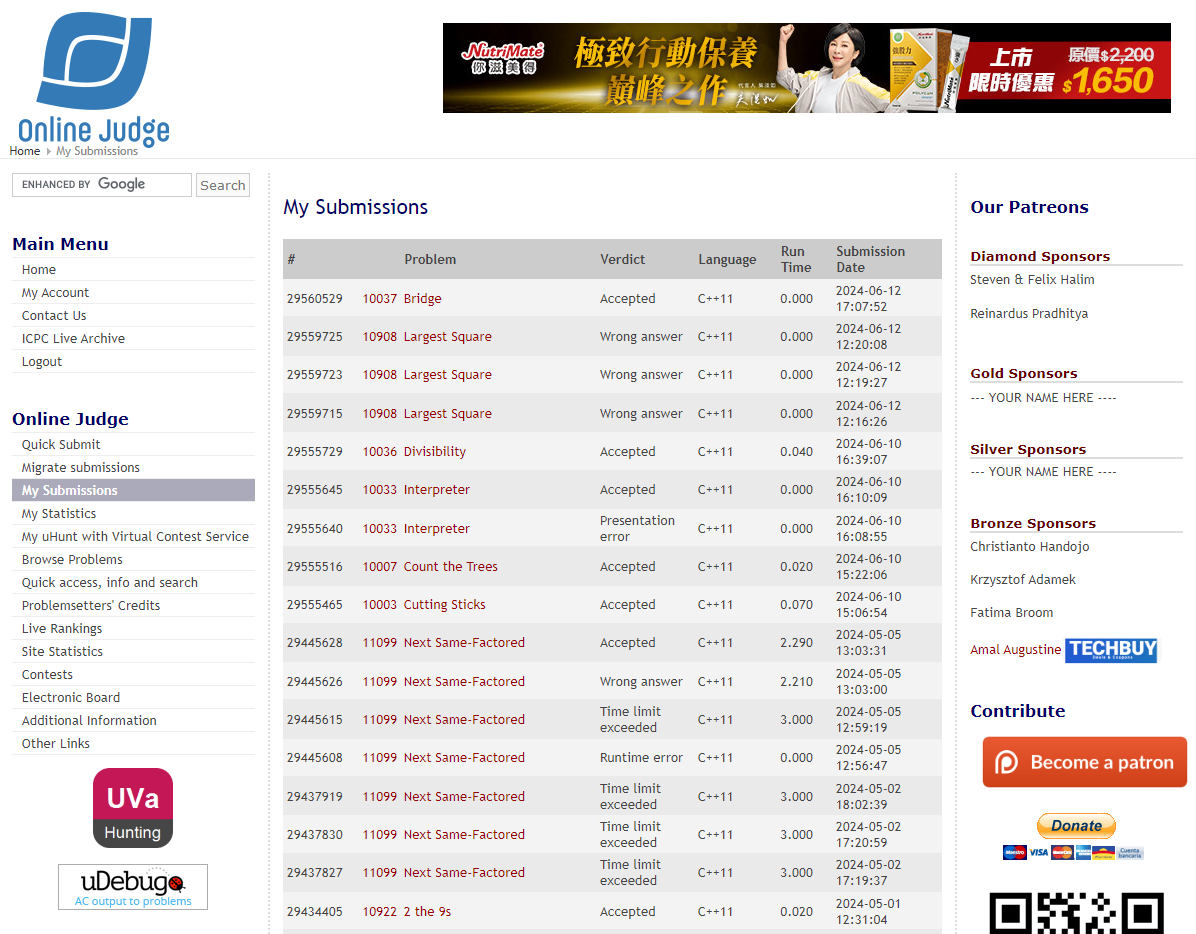 Online Judge
NutriMate
你滋美得
極致行動保養
巔峰之作
代言人 吳淡如
上市
限時優惠
原價$2,200
$1,650
Home My Submissions
ENHANCED BY Google
Search
Main Menu
Home
My Account
Contact Us
ICPC Live Archive
Logout
Online Judge
Quick Submit
Migrate submissions
My Submissions
My Statistics
My uHunt with Virtual Contest Service
Browse Problems
Quick access, info and search
Problemsetters' Credits
Live Rankings
Site Statistics
Contests
Electronic Board
Additional Information
Other Links
UVa
Hunting
uDebug
AC output to problems
My Submissions
# Problem Verdict Language Run Time Submission Date
29560529 10037 Bridge Accepted C++11 0.000 2024-06-12 17:07:52
29559725 10908 Largest Square Wrong answer C++11 0.000 2024-06-12 12:20:08
29559723 10908 Largest Square Wrong answer C++11 0.000 2024-06-12 12:19:27
29559715 10908 Largest Square Wrong answer C++11 0.000 2024-06-12 12:16:26
29555729 10036 Divisibility Accepted C++11 0.040 2024-06-10 16:39:07
29555645 10033 Interpreter Accepted C++11 0.000 2024-06-10 16:10:09
29555640 10033 Interpreter Presentation error C++11 0.000 2024-06-10 16:08:55
29555516 10007 Count the Trees Accepted C++11 0.020 2024-06-10 15:22:06
29555465 10003 Cutting Sticks Accepted C++11 0.070 2024-06-10 15:06:54
29445628 11099 Next Same-Factored Accepted C++11 2.290 2024-05-05 13:03:31
29445626 11099 Next Same-Factored Wrong answer C++11 2.210 2024-05-05 13:03:00
29445615 11099 Next Same-Factored Time limit exceeded C++11 3.000 2024-05-05 12:59:19
29445608 11099 Next Same-Factored Runtime error C++11 0.000 2024-05-05 12:56:47
29437919 11099 Next Same-Factored Time limit exceeded C++11 3.000 2024-05-02 18:02:39
29437830 11099 Next Same-Factored Time limit exceeded C++11 3.000 2024-05-02 17:20:59
29437827 11099 Next Same-Factored Time limit exceeded C++11 3.000 2024-05-02 17:19:37
29434405 10922 2 the 9s Accepted C++11 0.020 2024-05-01 12:31:04
Our Patreons
Diamond Sponsors
Steven & Felix Halim
Reinardus Pradhitya
Gold Sponsors
--- YOUR NAME HERE ----
Silver Sponsors
--- YOUR NAME HERE ----
Bronze Sponsors
Christianto Handojo
Krzysztof Adamek
Fatima Broom
Amal Augustine TECHBUY
Deals & Coupons
Contribute
Become a patron
Donate
Maestro VISA
Cuenta bancaria